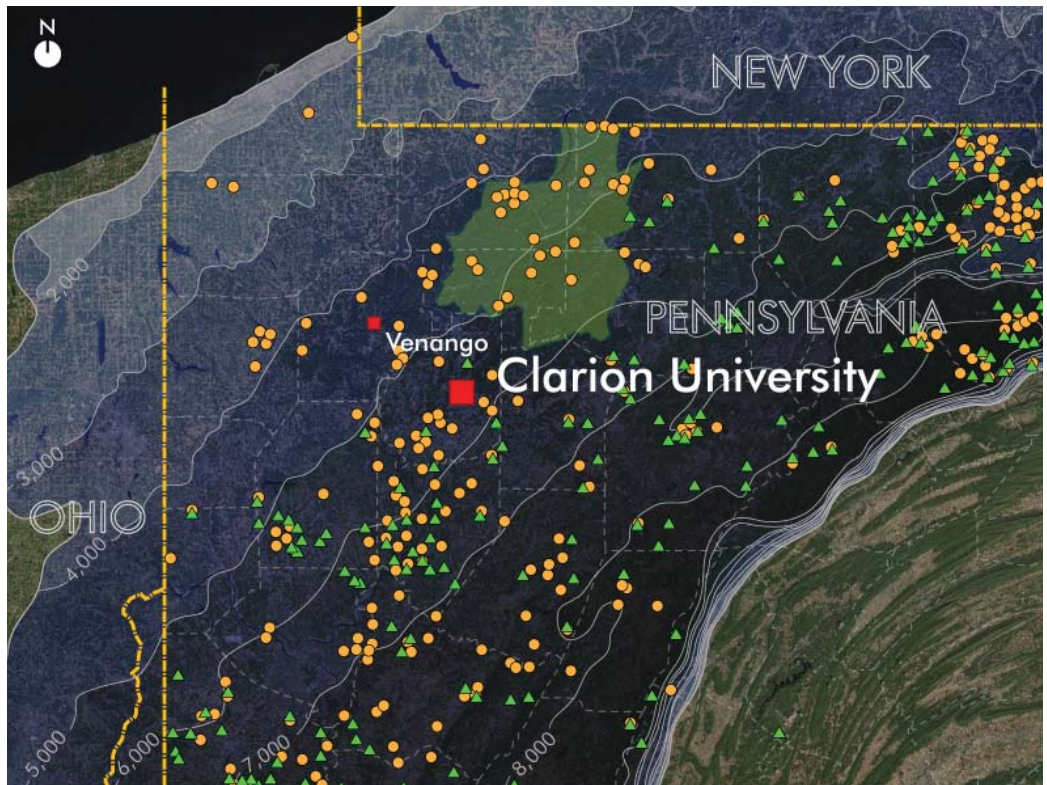 N
NEW YORK
2,000
PENNSYLVANIA
Venango
Clarion University
3,000
OHIO
4,000
5,000
6,000
7,000
8,000